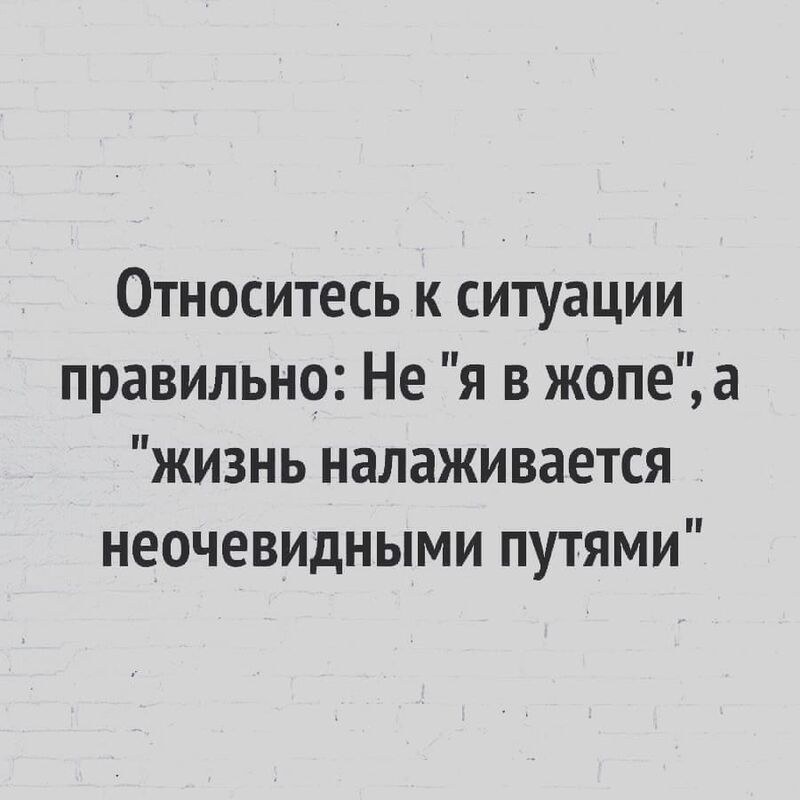 Относитесь к ситуации
правильно: Не "я в жопе", а
"жизнь налаживается
неочевидными путями"